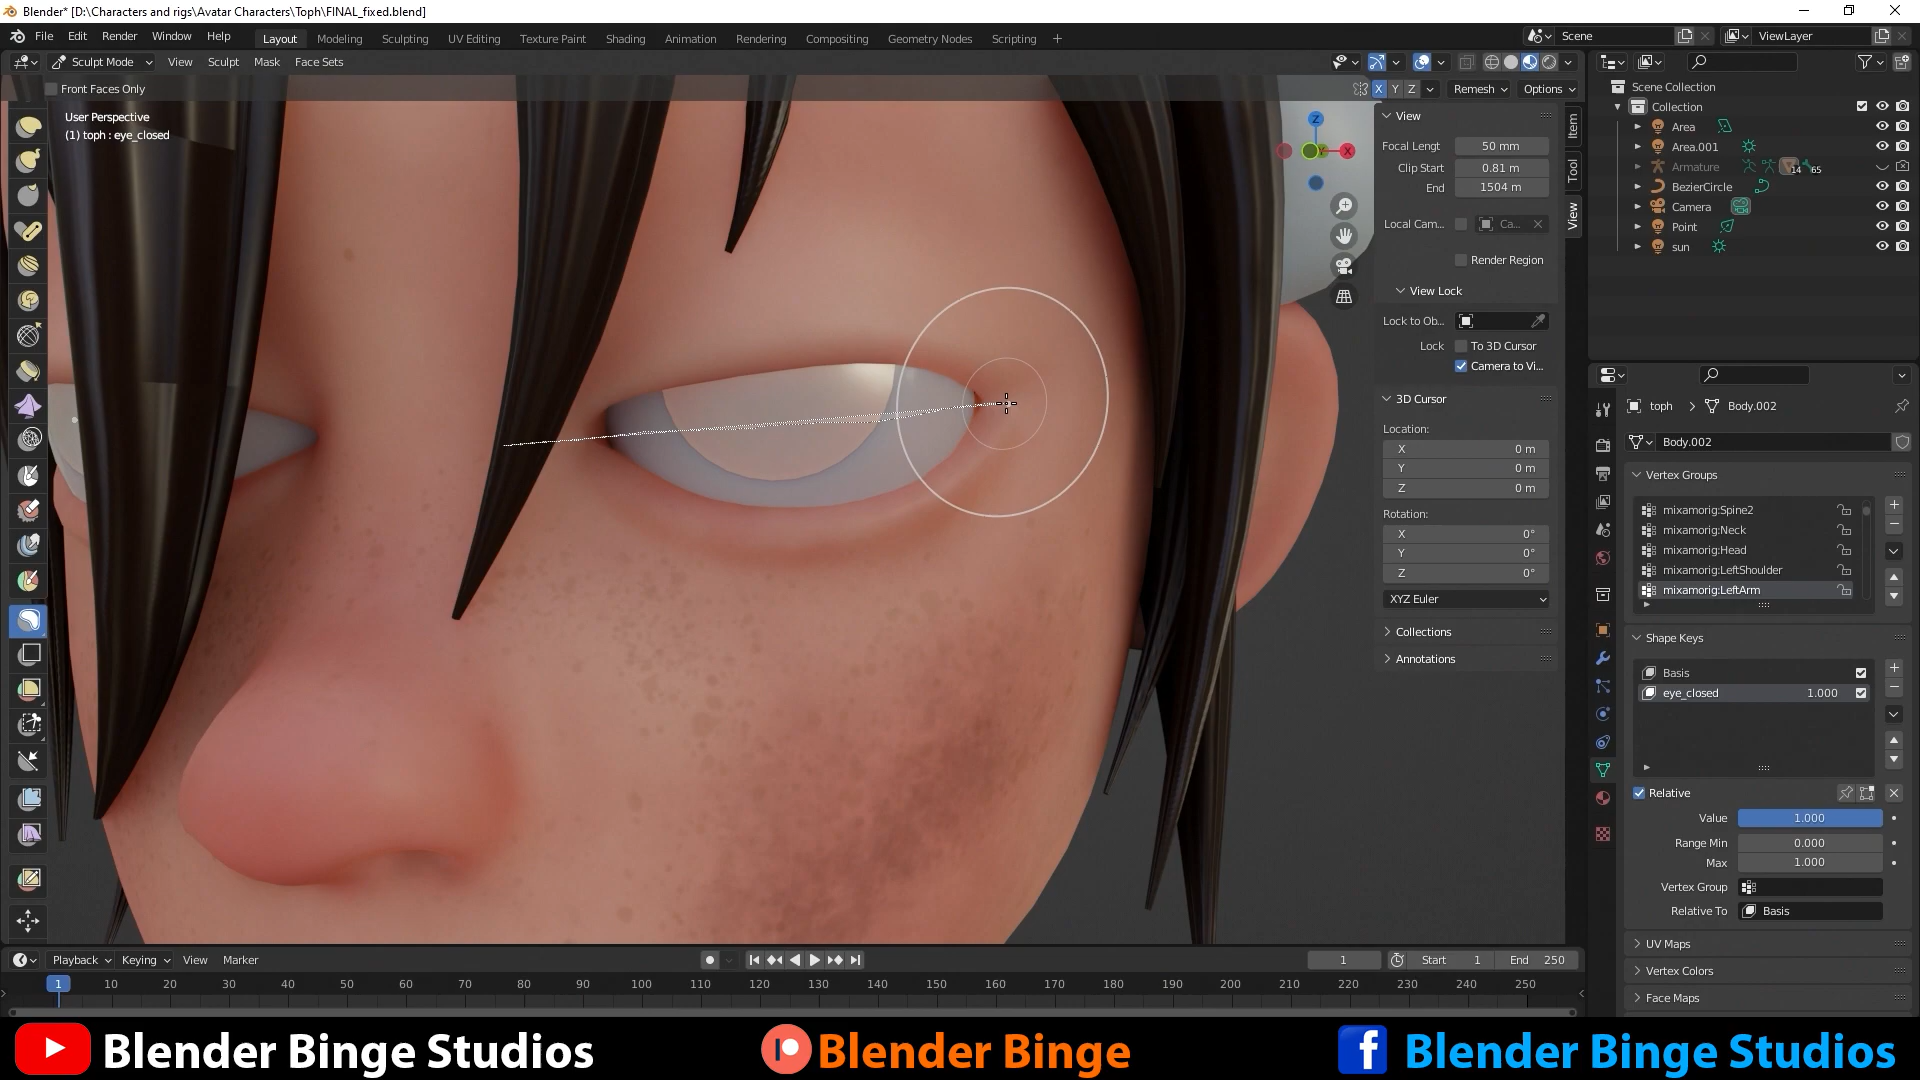 Blender* [D:\Characters and rigs\Avatar Characters\Toph\FINAL_fixed.blend]
File Edit Render Window Help Layout Modeling Sculpting UV Editing Texture Paint Shading Animation Rendering Compositing Geometry Nodes Scripting + Scene ViewLayer
Sculpt Mode View Sculpt Mask Face Sets
Front Faces Only X Y Z Remesh Options
User Perspective
(1) toph : eye_closed
Z
X
View
Focal Lengt 50 mm
Clip Start 0.81 m
End 1504 m
Local Cam... Ca...
Render Region
View Lock
Lock to Ob...
Lock To 3D Cursor
Camera to Vi...
3D Cursor
Location:
X 0 m
Y 0 m
Z 0 m
Rotation:
X 0°
Y 0°
Z 0°
XYZ Euler
Collections
Annotations
Item
Tool
View
Scene Collection
Collection
Area
Area.001
Armature 14 65
BezierCircle
Camera
Point
sun
toph Body.002
Body.002
Vertex Groups
mixamorig:Spine2
mixamorig:Neck
mixamorig:Head
mixamorig:LeftShoulder
mixamorig:LeftArm
Shape Keys
Basis
eye_closed 1.000
Relative
Value 1.000
Range Min 0.000
Max 1.000
Vertex Group
Relative To Basis
UV Maps
Vertex Colors
Face Maps
Playback Keying View Marker 1 Start 1 End 250
1 10 20 30 40 50 60 70 80 90 100 110 120 130 140 150 160 170 180 190 200 210 220 230 240 250
Blender Binge Studios Blender Binge Blender Binge Studios